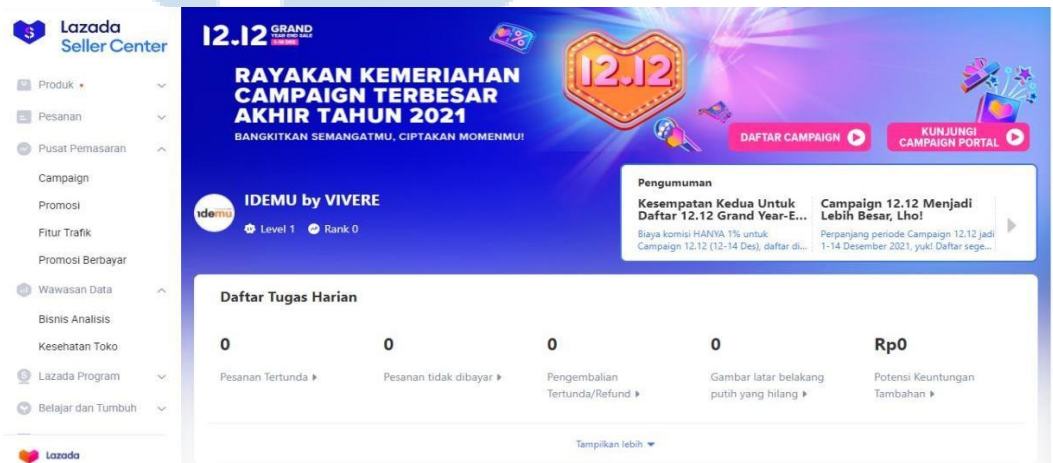 Lazada
Seller Center
Produk
Pesanan
Pusat Pemasaran
Campaign
Promosi
Fitur Trafik
Promosi Berbayar
Wawasan Data
Bisnis Analisis
Kesehatan Toko
Lazada Program
Belajar dan Tumbuh
Lazada
12.12 GRAND
YEAR END SALE
RAYAKAN KEMERIAHAN
CAMPAIGN TERBESAR
AKHIR TAHUN 2021
BANGKITKAN SEMANGATMU, CIPTAKAN MOMENMU!
12.12
%
DAFTAR CAMPAIGN
KUNJUNGI
CAMPAIGN PORTAL
idemu
IDEMU by VIVERE
Level 1 Rank 0
Pengumuman
Kesempatan Kedua Untuk
Daftar 12.12 Grand Year-E...
Biaya komisi HANYA 1% untuk
Campaign 12.12 (12-14 Des), daftar di...
Campaign 12.12 Menjadi
Lebih Besar, Lho!
Perpanjang periode Campaign 12.12 jadi
1-14 Desember 2021, yuk! Daftar sege...
Daftar Tugas Harian
0
Pesanan Tertunda
0
Pesanan tidak dibayar
0
Pengembalian
Tertunda/Refund
0
Gambar latar belakang
putih yang hilang
Rp0
Potensi Keuntungan
Tambahan
Tampilkan lebih